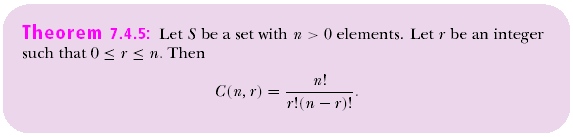 Theorem 7.4.5: Let S be a set with n > 0 elements. Let r be an integer
such that 0 ≤ r ≤ n. Then
C(n, r) = n! / r!(n − r)!.